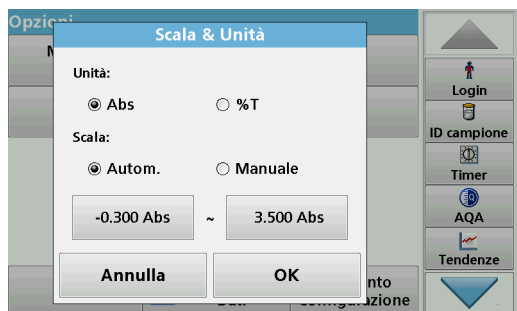 Opzioni
Scala & Unità
Unità:
Abs
%T
Scala:
Autom.
Manuale
-0.300 Abs
~
3.500 Abs
Annulla
OK
Login
ID campione
Timer
AQA
Tendenze